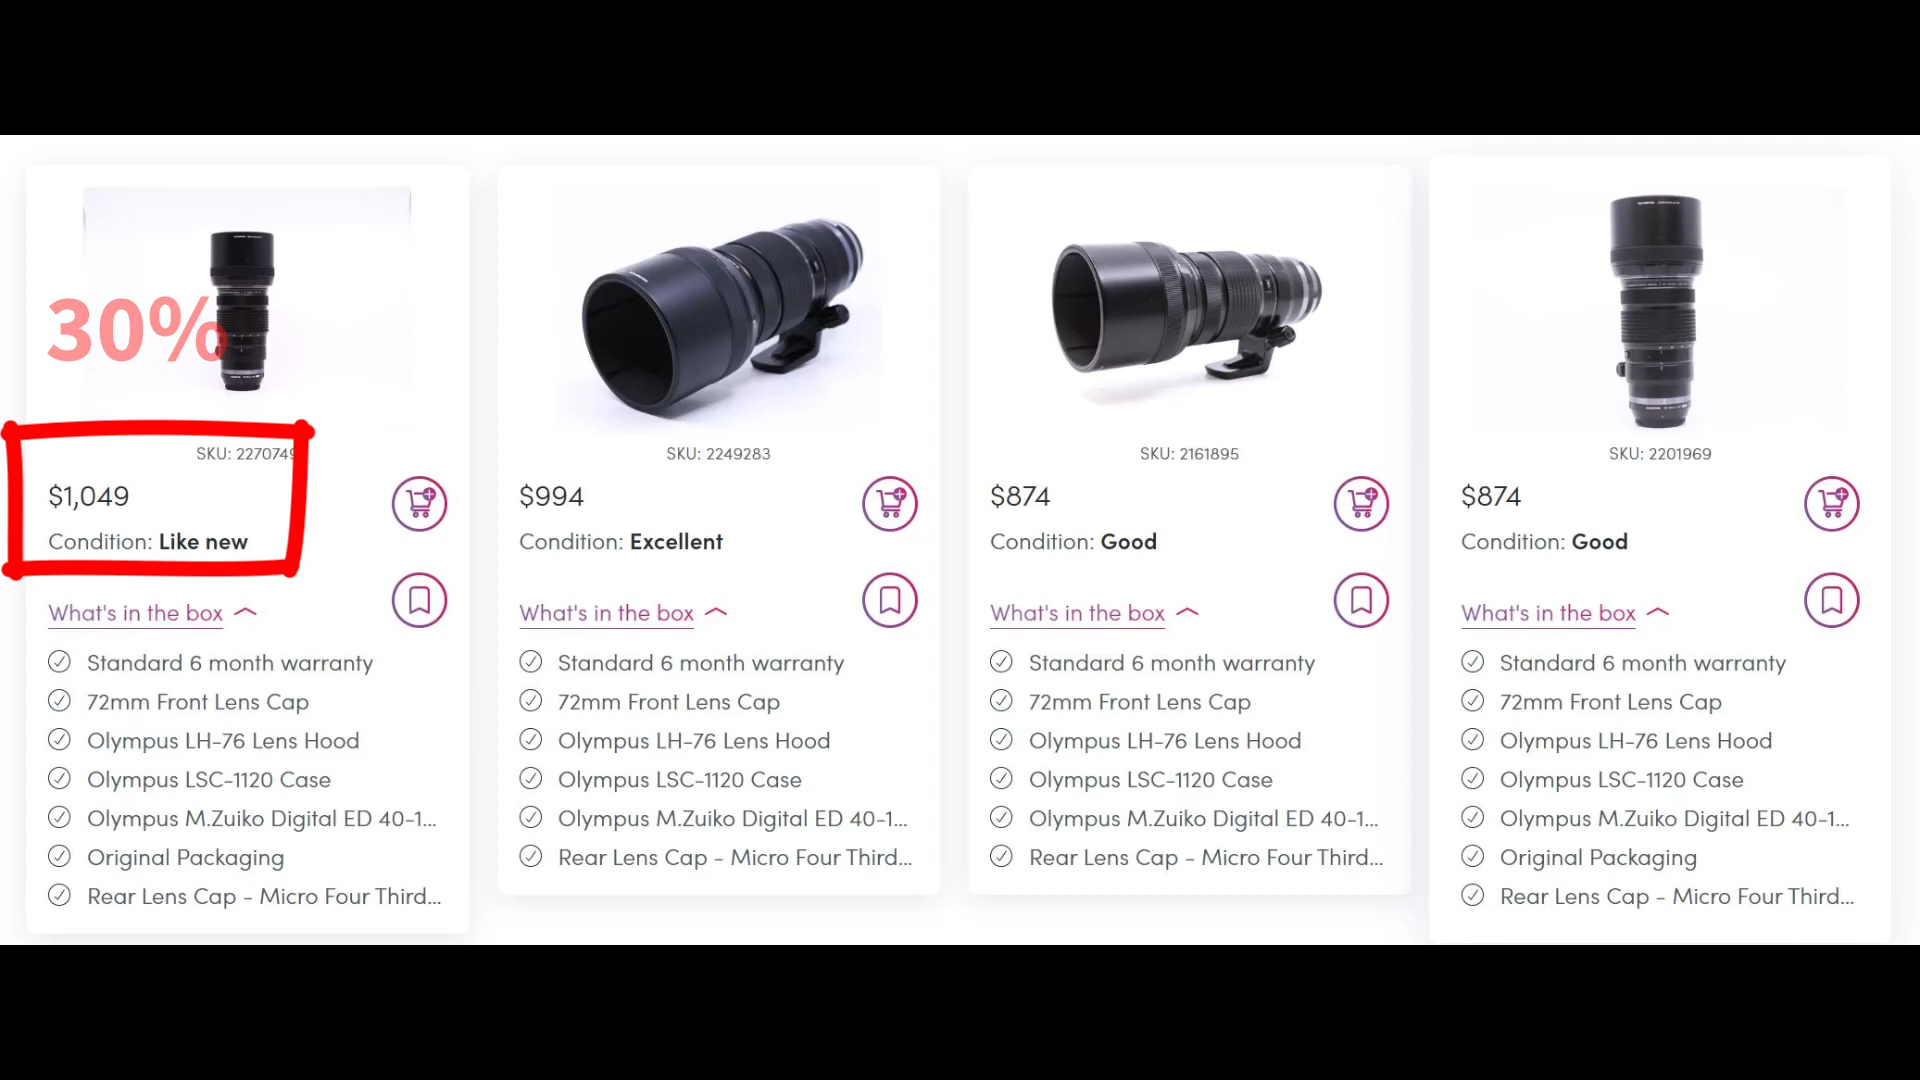 30%
SKU: 2270749
$1,049
Condition: Like new
What's in the box
Standard 6 month warranty
72mm Front Lens Cap
Olympus LH-76 Lens Hood
Olympus LSC-1120 Case
Olympus M.Zuiko Digital ED 40-1...
Original Packaging
Rear Lens Cap - Micro Four Third...
SKU: 2249283
$994
Condition: Excellent
What's in the box
Standard 6 month warranty
72mm Front Lens Cap
Olympus LH-76 Lens Hood
Olympus LSC-1120 Case
Olympus M.Zuiko Digital ED 40-1...
Rear Lens Cap - Micro Four Third...
SKU: 2161895
$874
Condition: Good
What's in the box
Standard 6 month warranty
72mm Front Lens Cap
Olympus LH-76 Lens Hood
Olympus LSC-1120 Case
Olympus M.Zuiko Digital ED 40-1...
Rear Lens Cap - Micro Four Third...
SKU: 2201969
$874
Condition: Good
What's in the box
Standard 6 month warranty
72mm Front Lens Cap
Olympus LH-76 Lens Hood
Olympus LSC-1120 Case
Olympus M.Zuiko Digital ED 40-1...
Original Packaging
Rear Lens Cap - Micro Four Third...